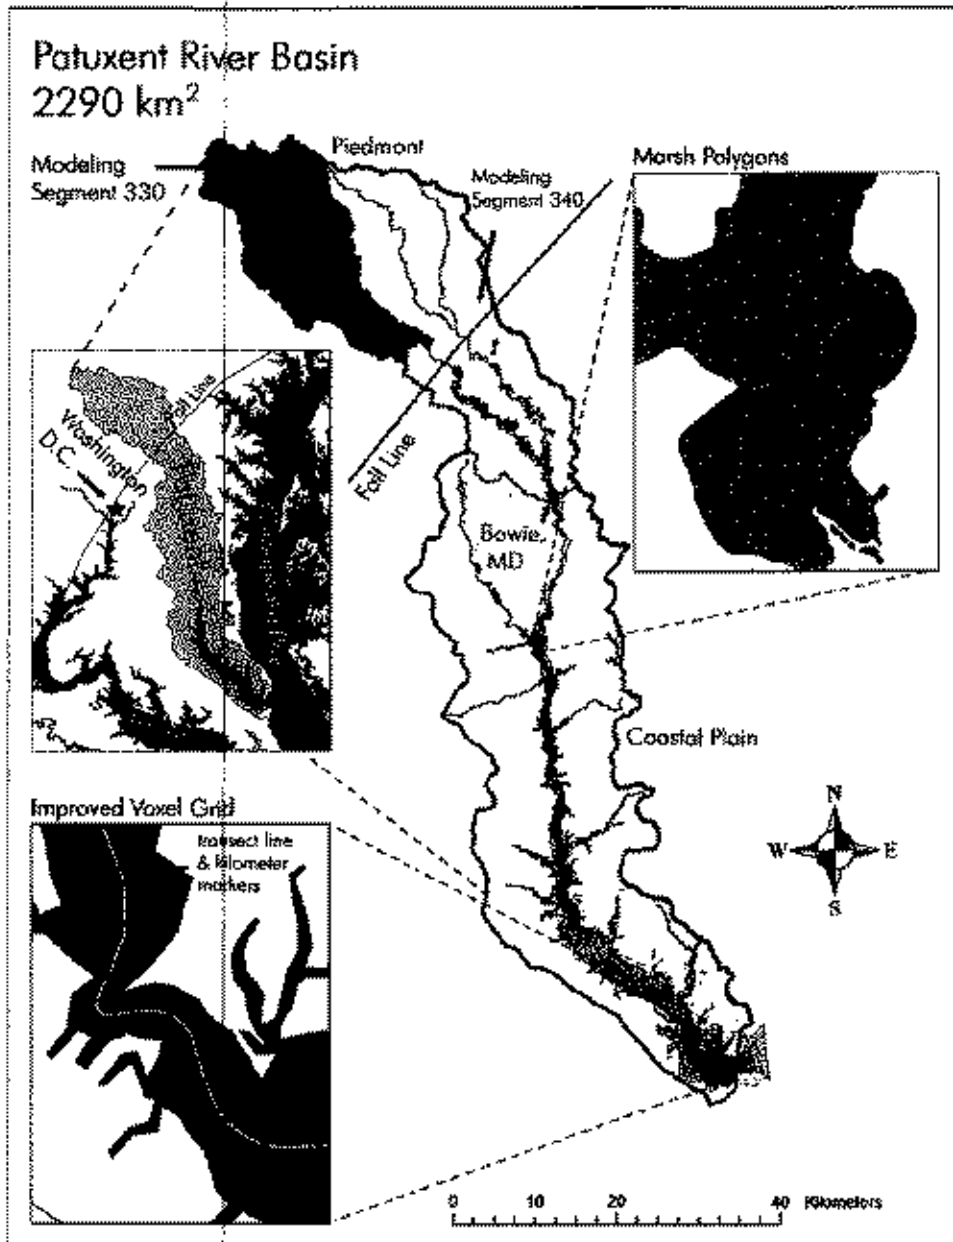 Patuxent River Basin
2290 km²
Piedmont
Modeling
Segment 330
Modeling
Segment 340
Marsh Polygons
Fall Line
Washington
D.C.
Fall Line
Bowie,
MD
Coastal Plain
Improved Voxel Grid
transect line
& kilometer
markers
N
W E
S
0 10 20 40 Kilometers